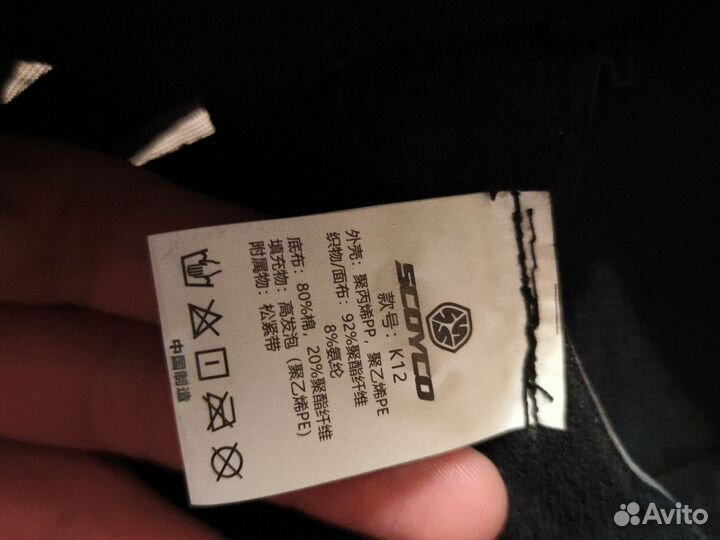 SCOYCO
款号：K12
外壳：聚丙烯PP，聚乙烯PE
织物/面布：92%聚酯纤维
8%氨纶
底布：80%棉，20%聚酯纤维
填充物：高发泡（聚乙烯PE）
附属物：松紧带
中国制造
Avito